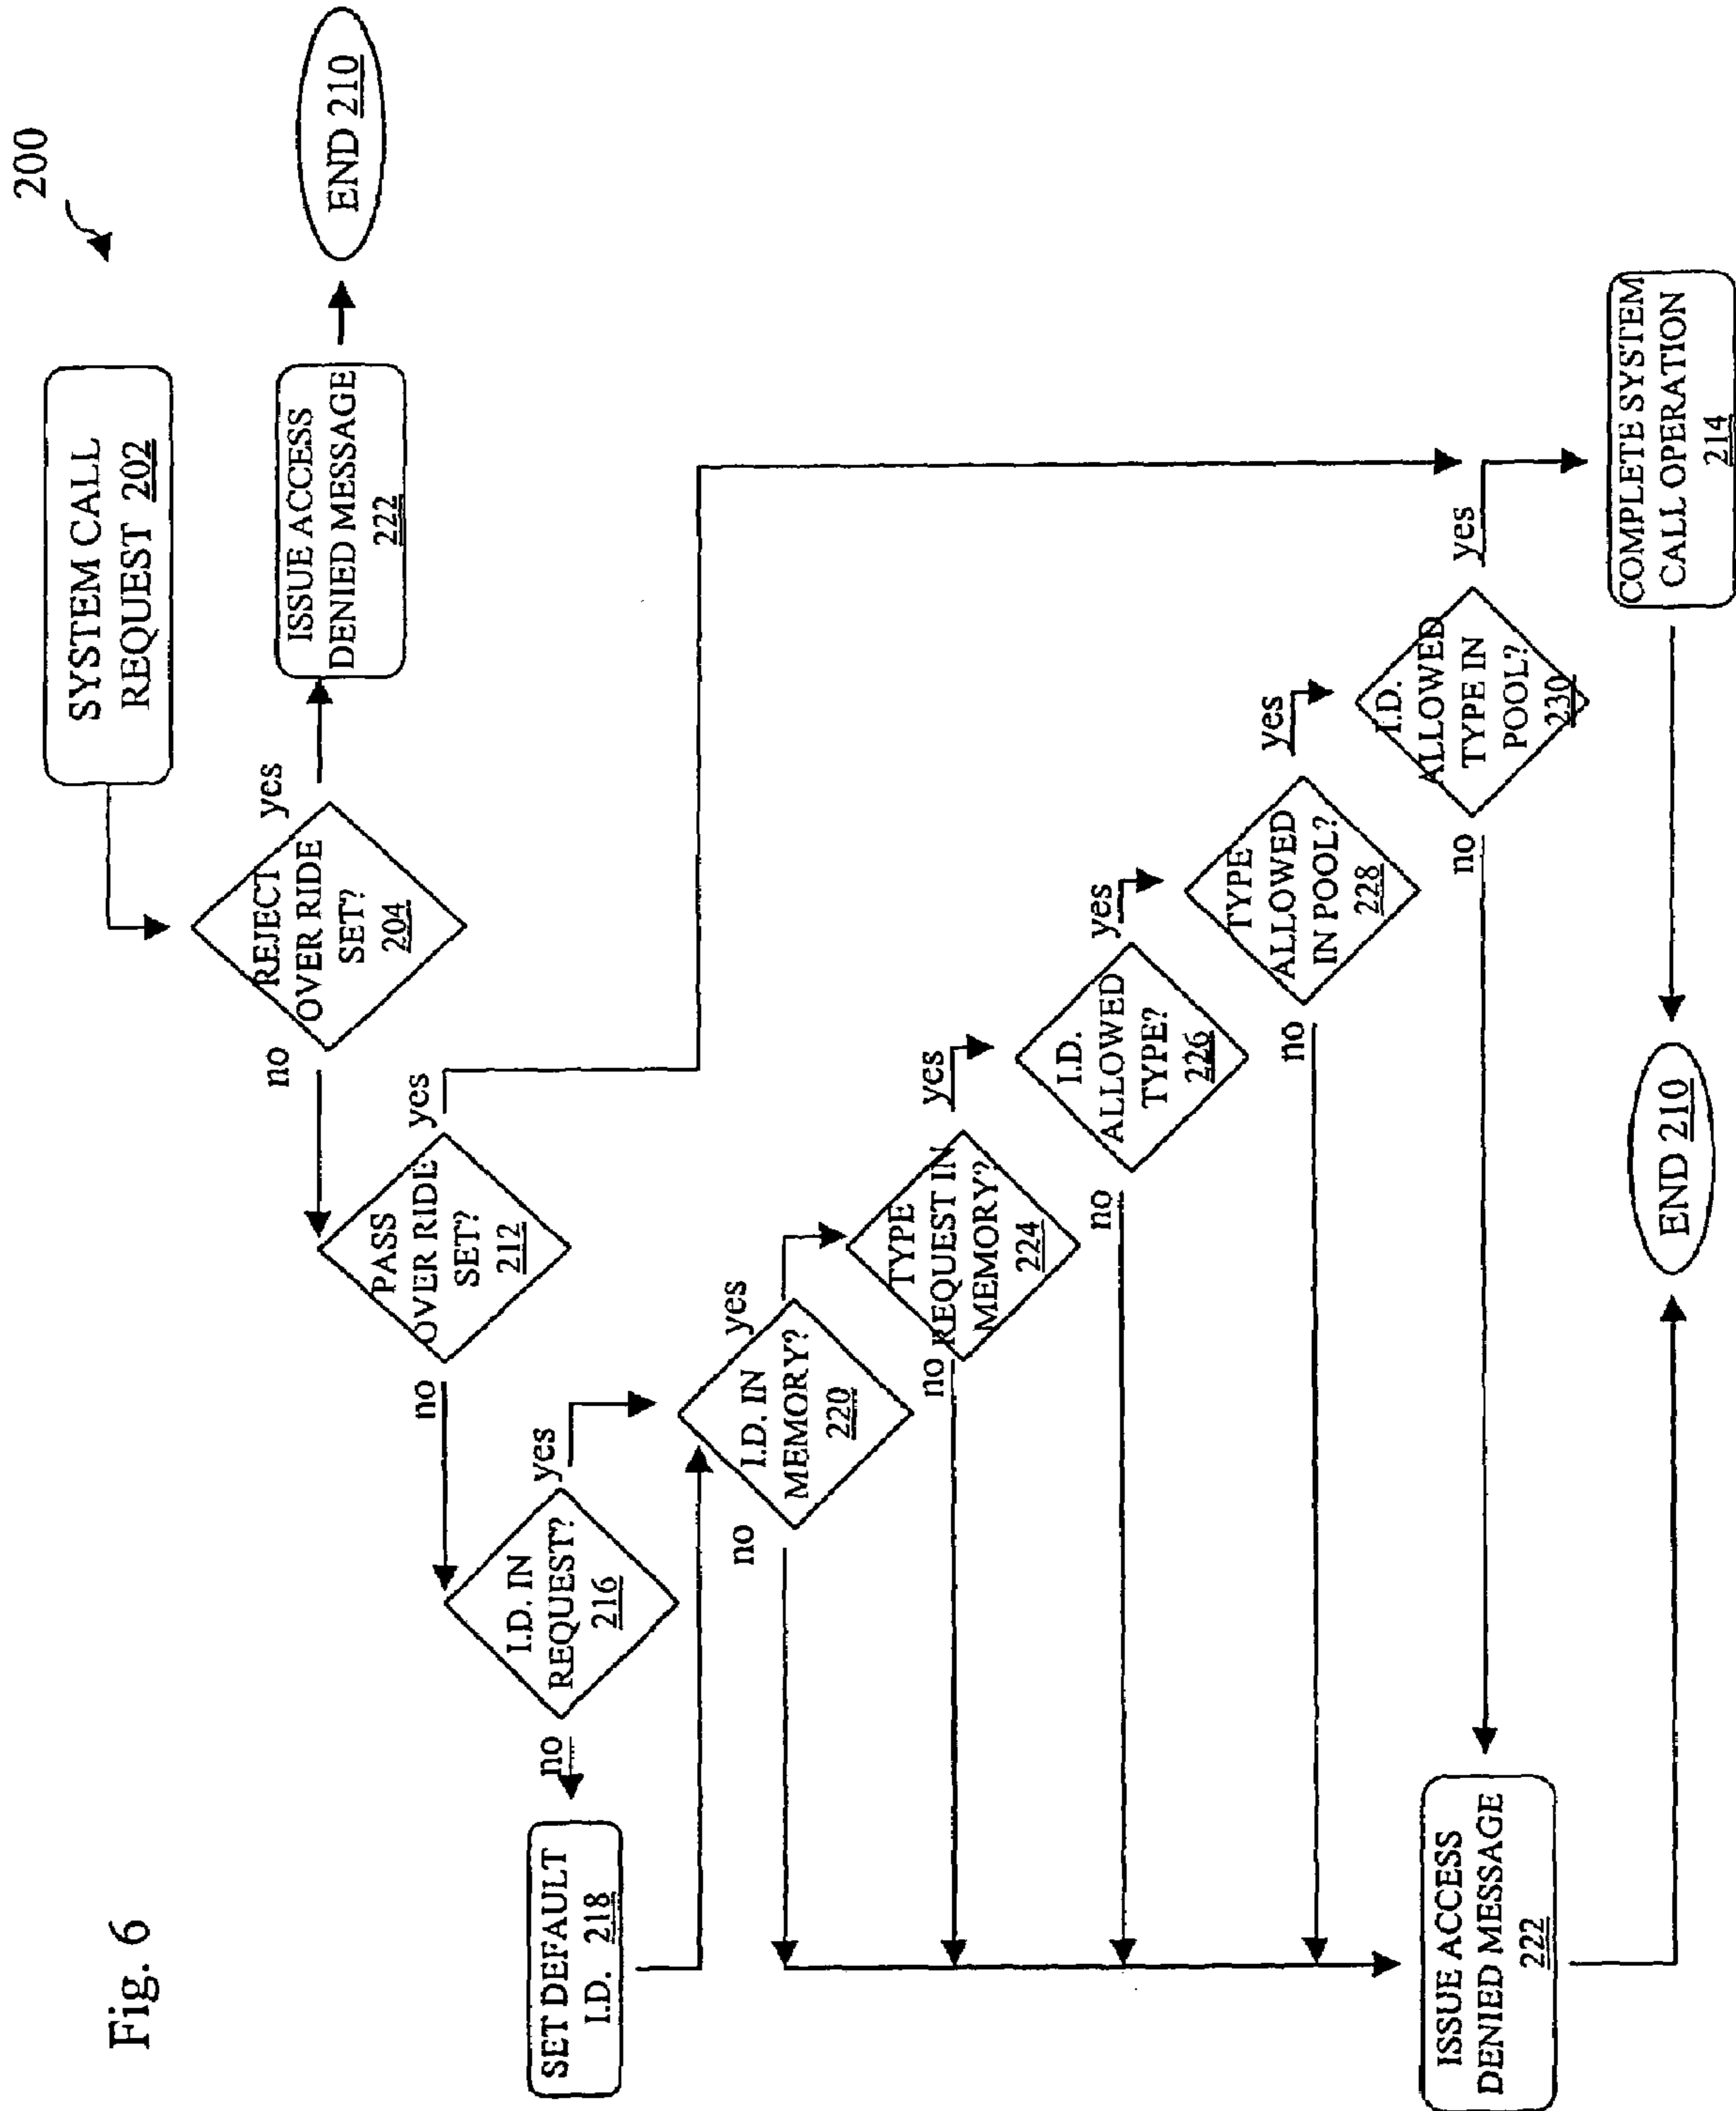 Fig. 6
200
SYSTEM CALL
REQUEST 202
REJECT
OVER RIDE
SET?
204
yes
no
ISSUE ACCESS
DENIED MESSAGE
222
END 210
PASS
OVER RIDE
SET?
212
yes
no
I.D. IN
REQUEST?
216
yes
no
SET DEFAULT
I.D. 218
I.D. IN
MEMORY?
220
yes
no
TYPE
REQUEST IN
MEMORY?
224
yes
no
I.D.
ALLOWED
TYPE?
226
yes
no
TYPE
ALLOWED
IN POOL?
228
yes
no
I.D.
ALLOWED
TYPE IN
POOL?
230
yes
no
ISSUE ACCESS
DENIED MESSAGE
222
COMPLETE SYSTEM
CALL OPERATION
214
END 210